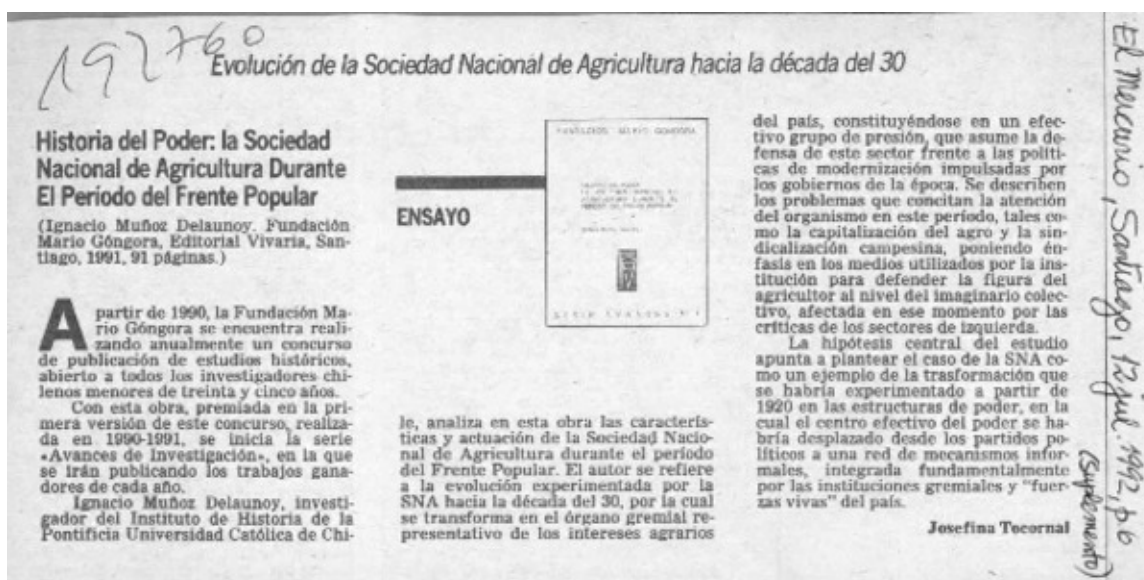 192760
Evolución de la Sociedad Nacional de Agricultura hacia la década del 30
Historia del Poder: la Sociedad
Nacional de Agricultura Durante
El Período del Frente Popular
(Ignacio Muñoz Delaunoy. Fundación
Mario Góngora, Editorial Vivaria, San-
tiago, 1991, 91 páginas.)
A partir de 1990, la Fundación Ma-
rio Góngora se encuentra reali-
zando anualmente un concurso
de publicación de estudios históricos,
abierto a todos los investigadores chi-
lenos menores de treinta y cinco años.
Con esta obra, premiada en la pri-
mera versión de este concurso, realiza-
da en 1990-1991, se inicia la serie
«Avances de Investigación», en la que
se irán publicando los trabajos gana-
dores de cada año.
Ignacio Muñoz Delaunoy, investi-
gador del Instituto de Historia de la
Pontificia Universidad Católica de Chi-
ENSAYO
FUNDACION MARIO GONGORA
le, analiza en esta obra las caracterís-
ticas y actuación de la Sociedad Nacio-
nal de Agricultura durante el período
del Frente Popular. El autor se refiere
a la evolución experimentada por la
SNA hacia la década del 30, por la cual
se transforma en el órgano gremial re-
presentativo de los intereses agrarios
del país, constituyéndose en un efec-
tivo grupo de presión, que asume la de-
fensa de este sector frente a las políti-
cas de modernización impulsadas por
los gobiernos de la época. Se describen
los problemas que concitan la atención
del organismo en este período, tales co-
mo la capitalización del agro y la sin-
dicalización campesina, poniendo én-
fasis en los medios utilizados por la ins-
titución para defender la figura del
agricultor al nivel del imaginario colec-
tivo, afectada en ese momento por las
críticas de los sectores de izquierda.
La hipótesis central del estudio
apunta a plantear el caso de la SNA co-
mo un ejemplo de la trasformación que
se habría experimentado a partir de
1920 en las estructuras de poder, en la
cual el centro efectivo del poder se ha-
bría desplazado desde los partidos po-
líticos a una red de mecanismos infor-
males, integrada fundamentalmente
por las instituciones gremiales y "fuer-
zas vivas" del país.
Josefina Tocornal
El Mercurio, Santiago, 12 jul. 1992, p. 6
(Suplemento)